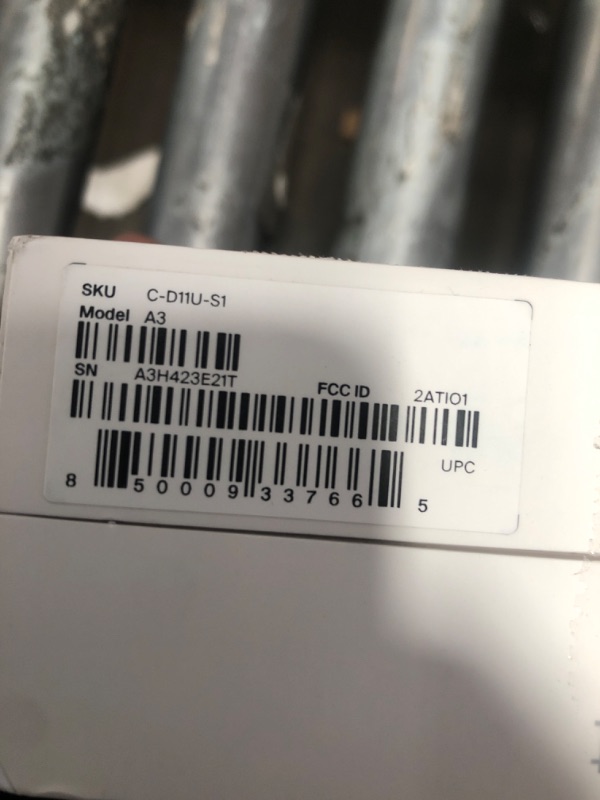 SKU C-D11U-S1
Model A3
SN A3H423E21T FCC ID 2ATIO1
UPC
8 50009 33766 5